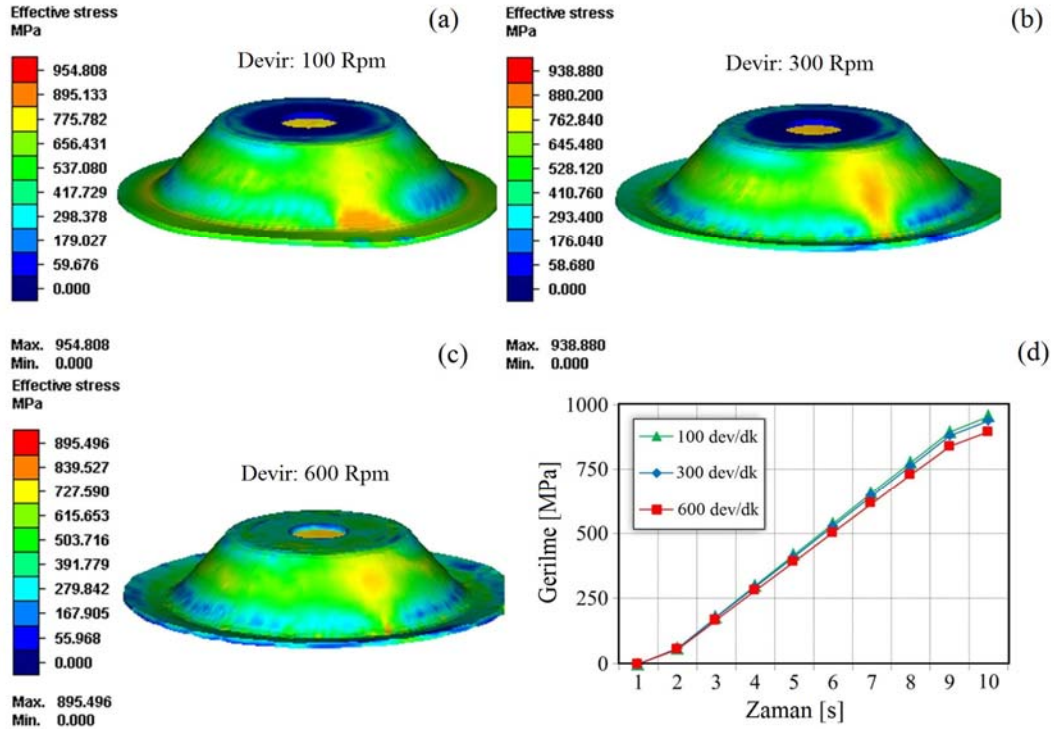 Effective stress
MPa
(a)
Devir: 100 Rpm
954.808
895.133
775.782
656.431
537.080
417.729
298.378
179.027
59.676
0.000
Max. 954.808
Min. 0.000
Effective stress
MPa
(b)
Devir: 300 Rpm
938.880
880.200
762.840
645.480
528.120
410.760
293.400
176.040
58.680
0.000
Max. 938.880
Min. 0.000
Effective stress
MPa
(c)
Devir: 600 Rpm
895.496
839.527
727.590
615.653
503.716
391.779
279.842
167.905
55.968
0.000
Max. 895.496
Min. 0.000
(d)
1000
750
500
250
0
Gerilme [MPa]
100 dev/dk
300 dev/dk
600 dev/dk
1 2 3 4 5 6 7 8 9 10
Zaman [s]